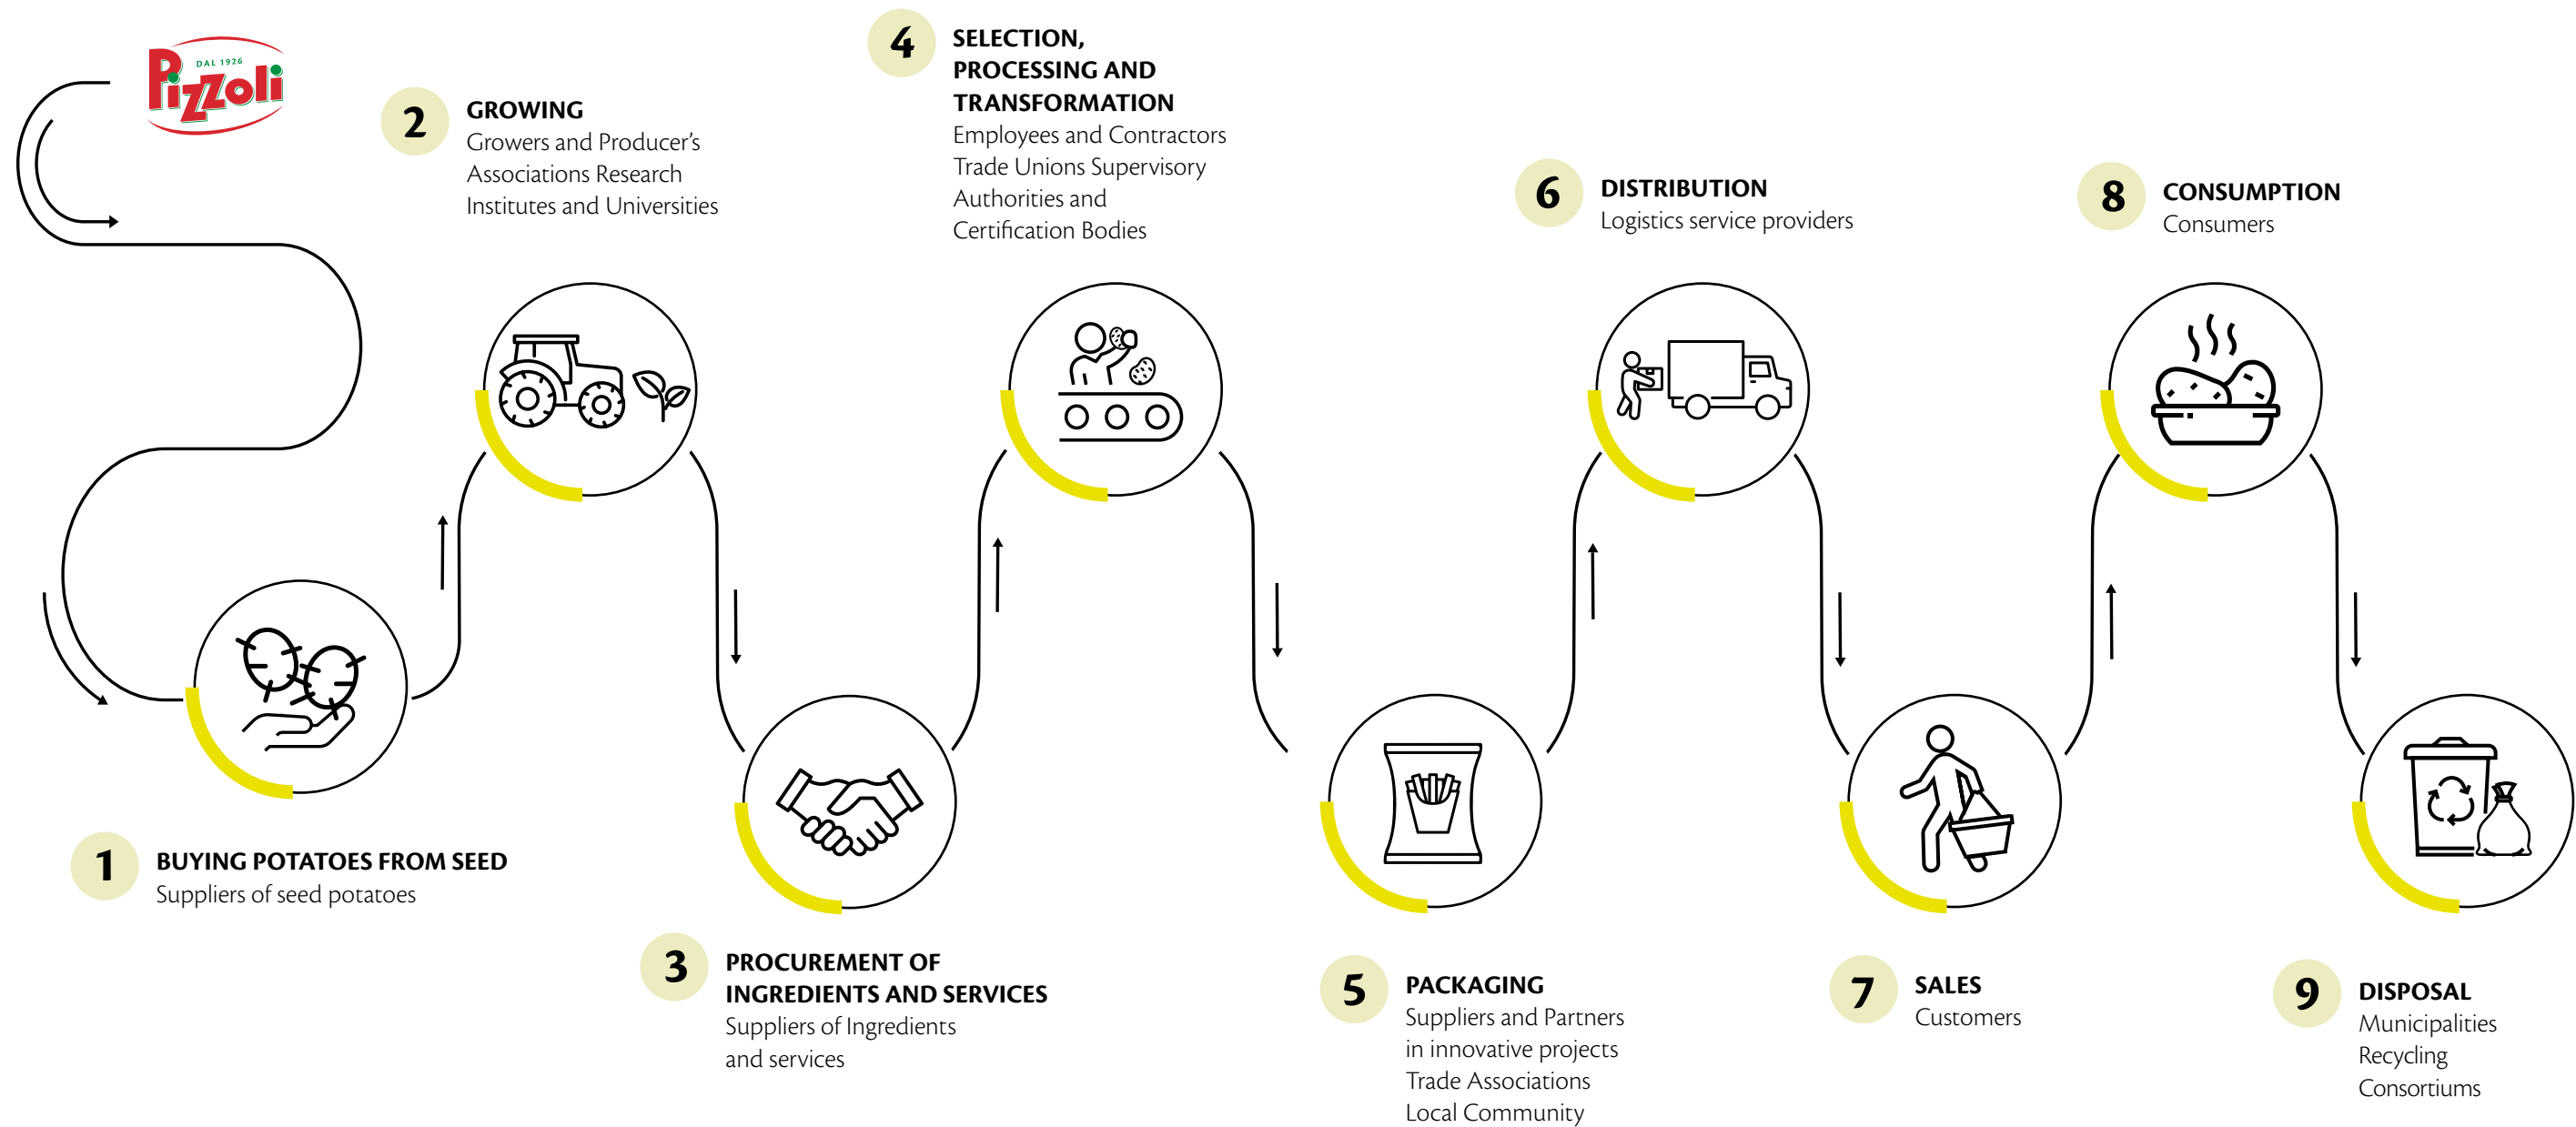 DAL 1926
Pizzoli
1
BUYING POTATOES FROM SEED
Suppliers of seed potatoes
2
GROWING
Growers and Producer’s
Associations Research
Institutes and Universities
3
PROCUREMENT OF
INGREDIENTS AND SERVICES
Suppliers of Ingredients
and services
4
SELECTION,
PROCESSING AND
TRANSFORMATION
Employees and Contractors
Trade Unions Supervisory
Authorities and
Certification Bodies
5
PACKAGING
Suppliers and Partners
in innovative projects
Trade Associations
Local Community
6
DISTRIBUTION
Logistics service providers
7
SALES
Customers
8
CONSUMPTION
Consumers
9
DISPOSAL
Municipalities
Recycling
Consortiums